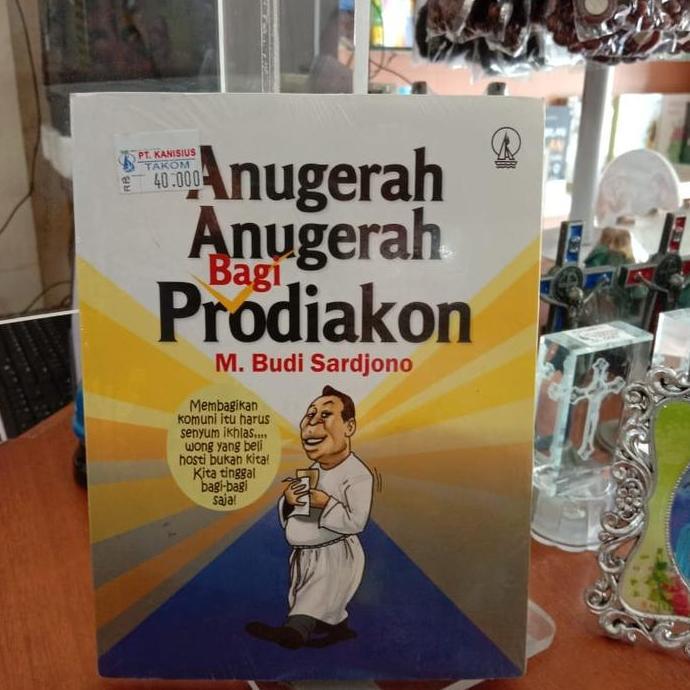 PT. KANISIUS
TAKOM
RB 40.000
Anugerah
Anugerah
Bagi
Prodiakon
M. Budi Sardjono
Membagikan
komuni itu harus
senyum ikhlas....
wong yang beli
hosti bukan kita!
Kita tinggal
bagi-bagi
saja!